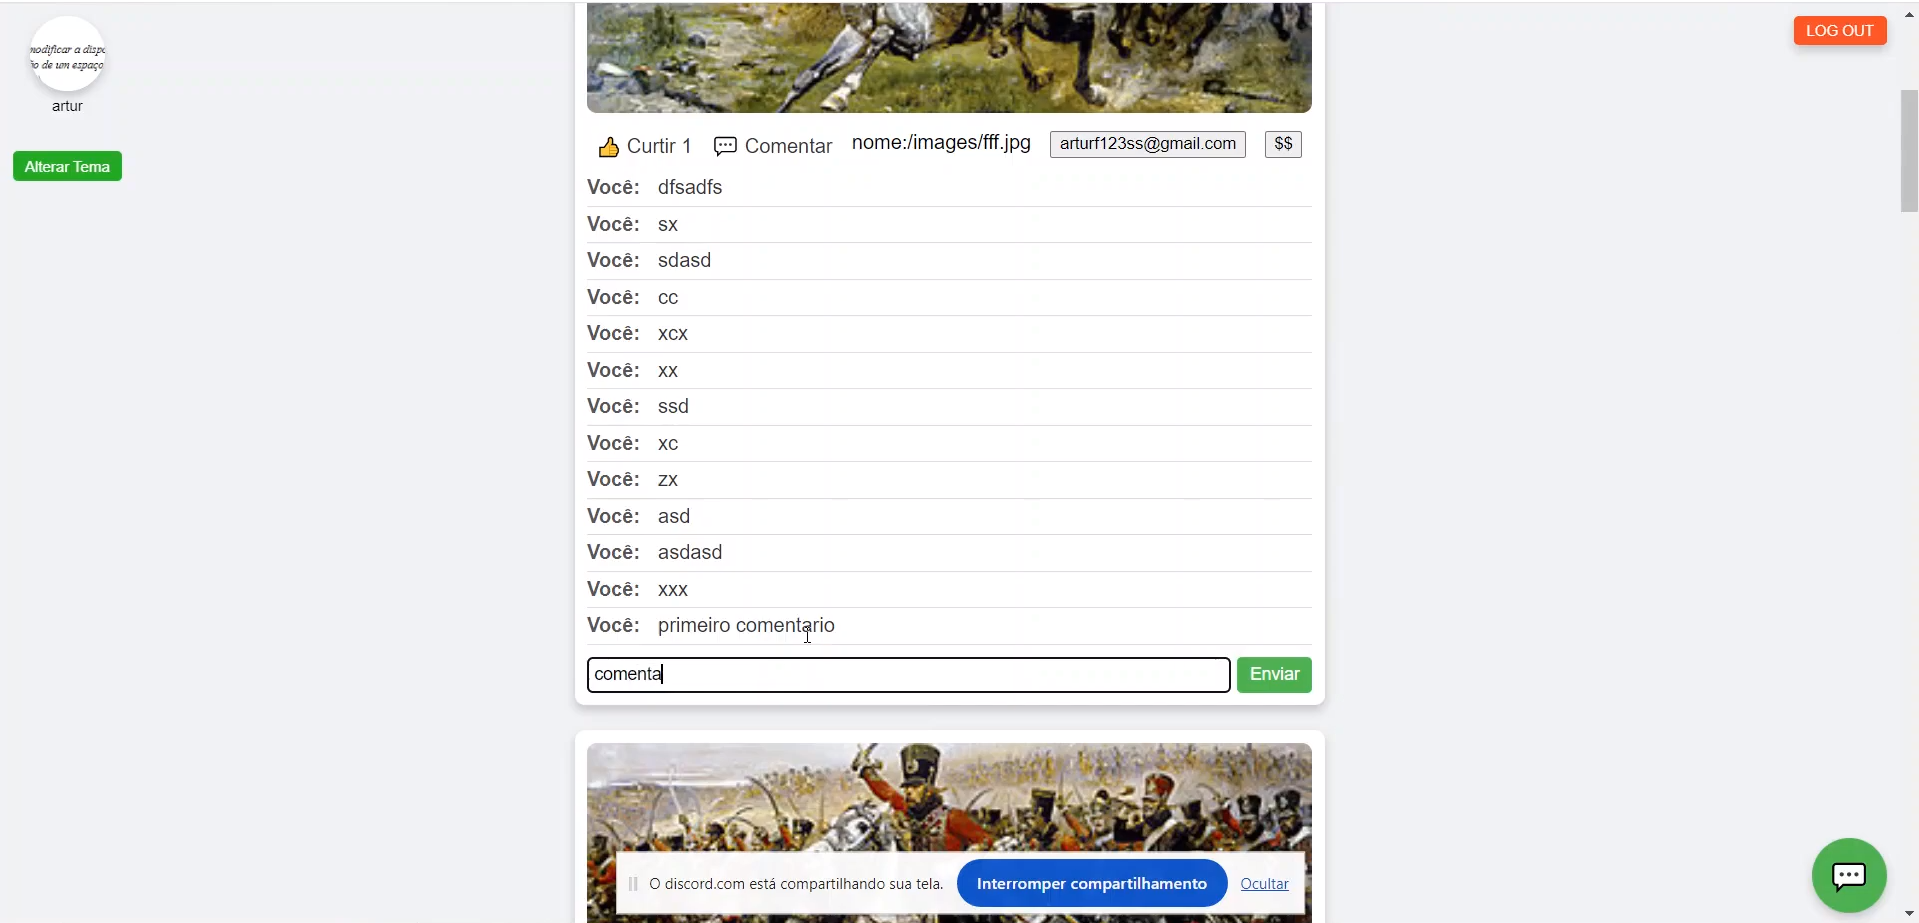 modificar a dispo
ão de um espaço
artur
Alterar Tema
LOG OUT
Curtir 1 Comentar nome:/images/fff.jpg arturf123ss@gmail.com $$
Você: dfsadfs
Você: sx
Você: sdasd
Você: cc
Você: xcx
Você: xx
Você: ssd
Você: xc
Você: zx
Você: asd
Você: asdasd
Você: xxx
Você: primeiro comentario
comenta Enviar
O discord.com está compartilhando sua tela. Interromper compartilhamento Ocultar